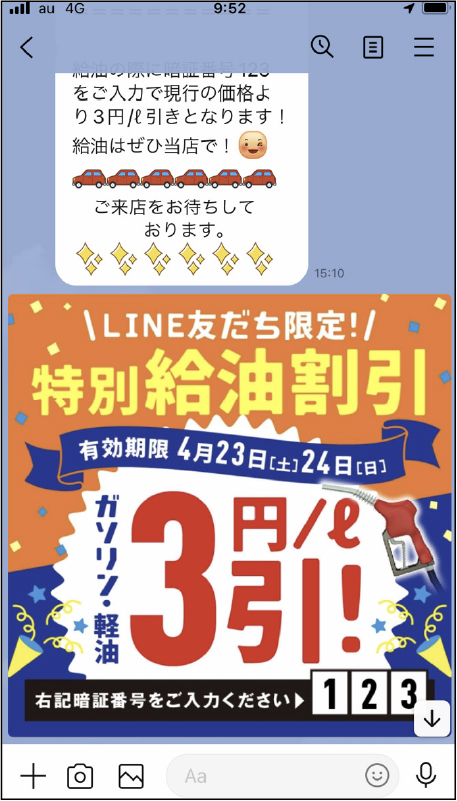 au 4G 9:52
給油の際に暗証番号123
をご入力で現行の価格よ
り3円/ℓ引きとなります!
給油はぜひ当店で!
ご来店をお待ちして
おります。
15:10
\LINE友だち限定!/
特別給油割引
有効期限 4月23日[土]24日[日]
ガソリン・軽油
3円/ℓ引!
右記暗証番号をご入力ください▶ 1 2 3
Aa